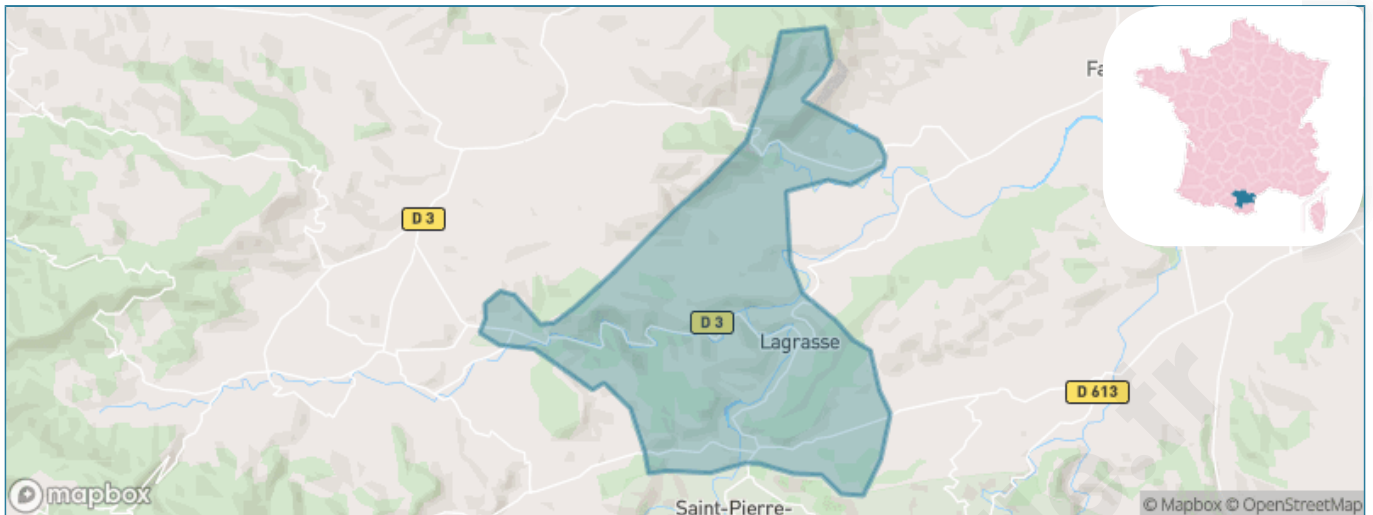 Fa
D 3
D 3
Lagrasse
D 613
mapbox
Saint-Pierre-
© Mapbox © OpenStreetMap